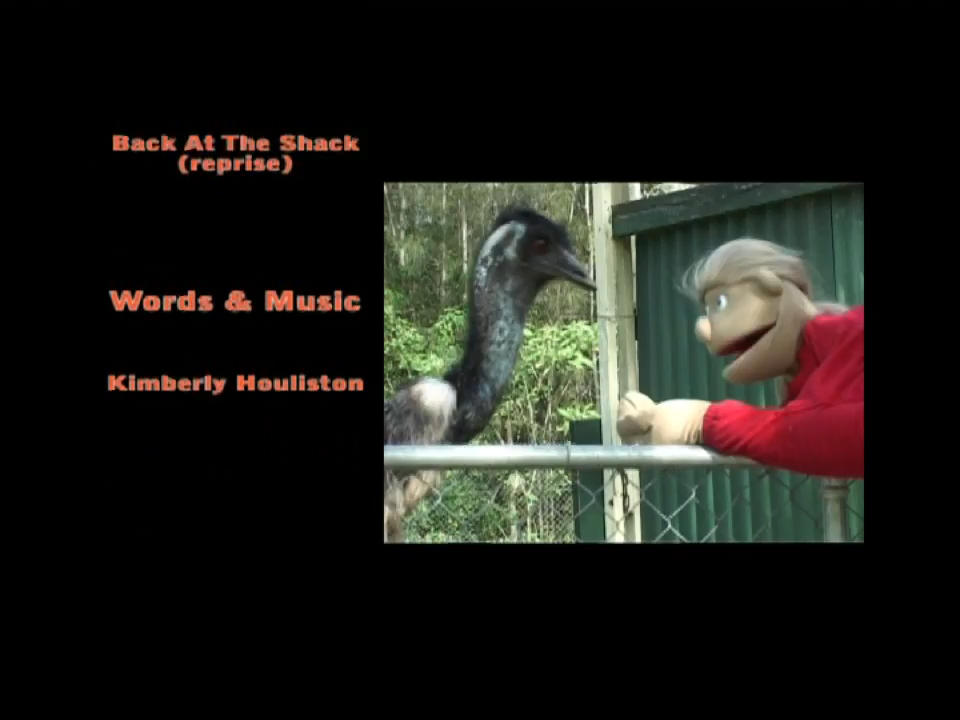 Back At The Shack
(reprise)
Words & Music
Kimberly Houliston